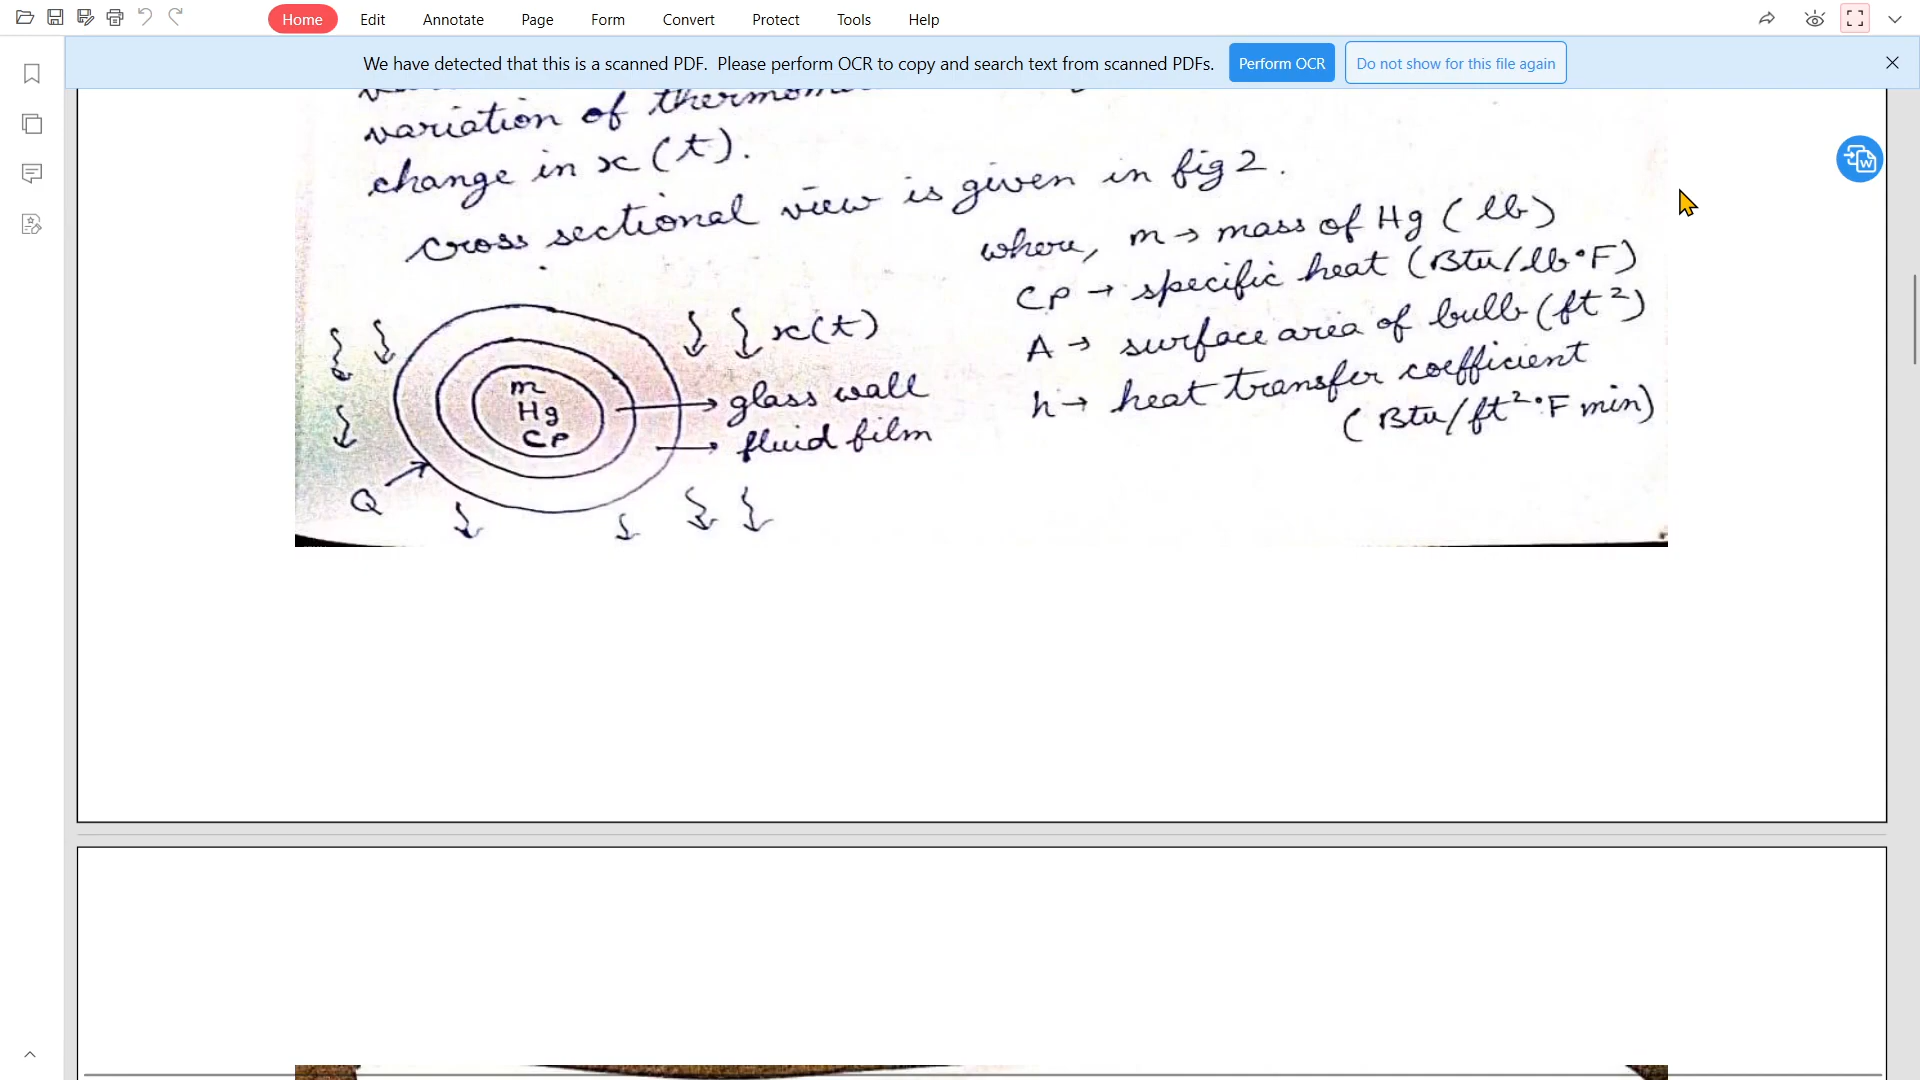 Home Edit Annotate Page Form Convert Protect Tools Help
We have detected that this is a scanned PDF. Please perform OCR to copy and search text from scanned PDFs. Perform OCR Do not show for this file again
variation of
change in x(t).
cross sectional view is given in fig 2.
where, m → mass of Hg (lb)
CP → specific heat (Btu/lb°F)
A → surface area of bulb (ft²)
h → heat transfer coefficient
(Btu/ft²°F min)
x(t)
m
Hg
CP
glass wall
fluid film
Q